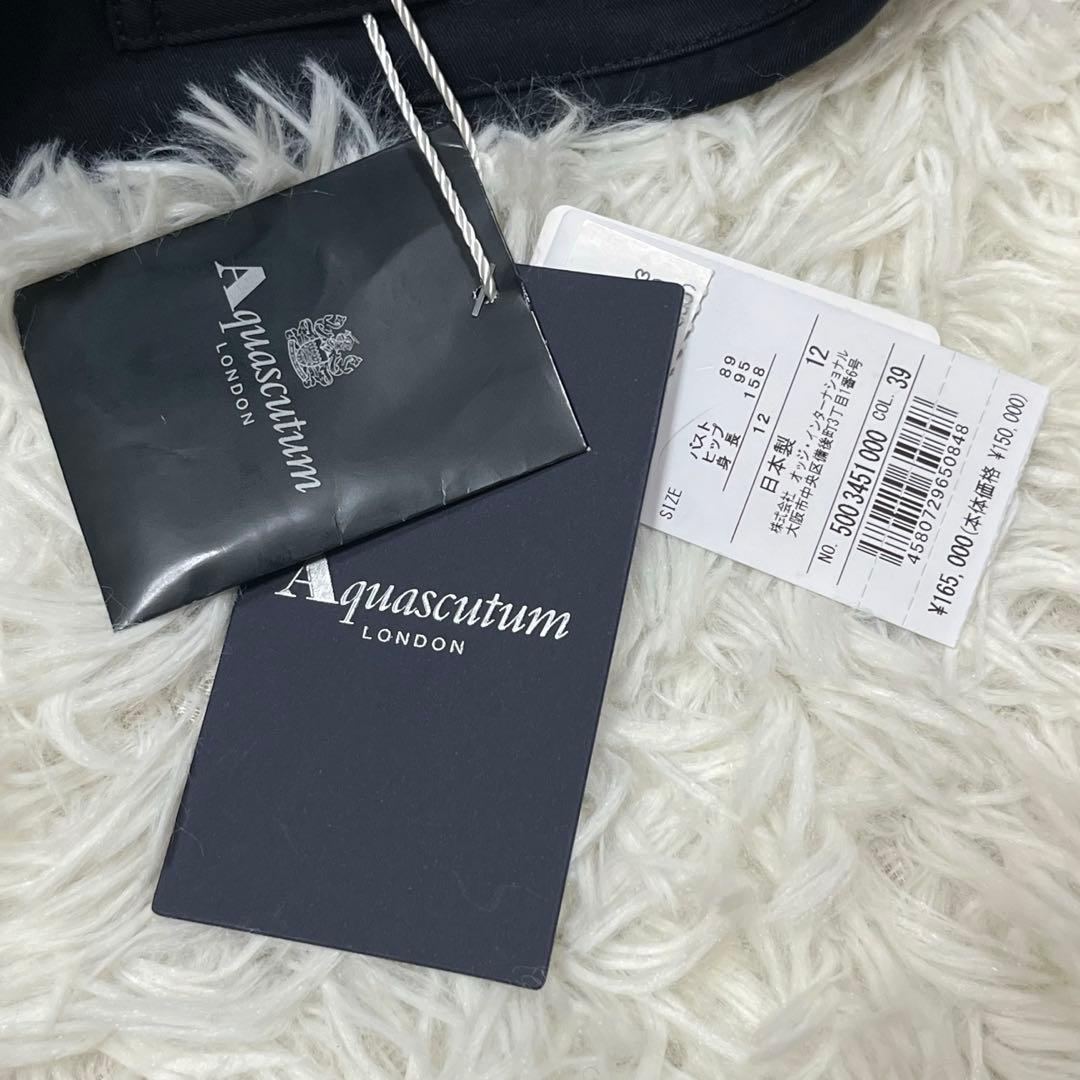 Aquascutum
LONDON
Aquascutum
LONDON
3
SIZE
バスト 89
ヒップ 95
身長 158
12
日本製 12
株式会社 オッジ・インターナショナル
大阪市中央区備後町3丁目1番6号
NO. 5003451000 COL. 39
4580729650848
¥165,000(本体価格 ¥150,000)